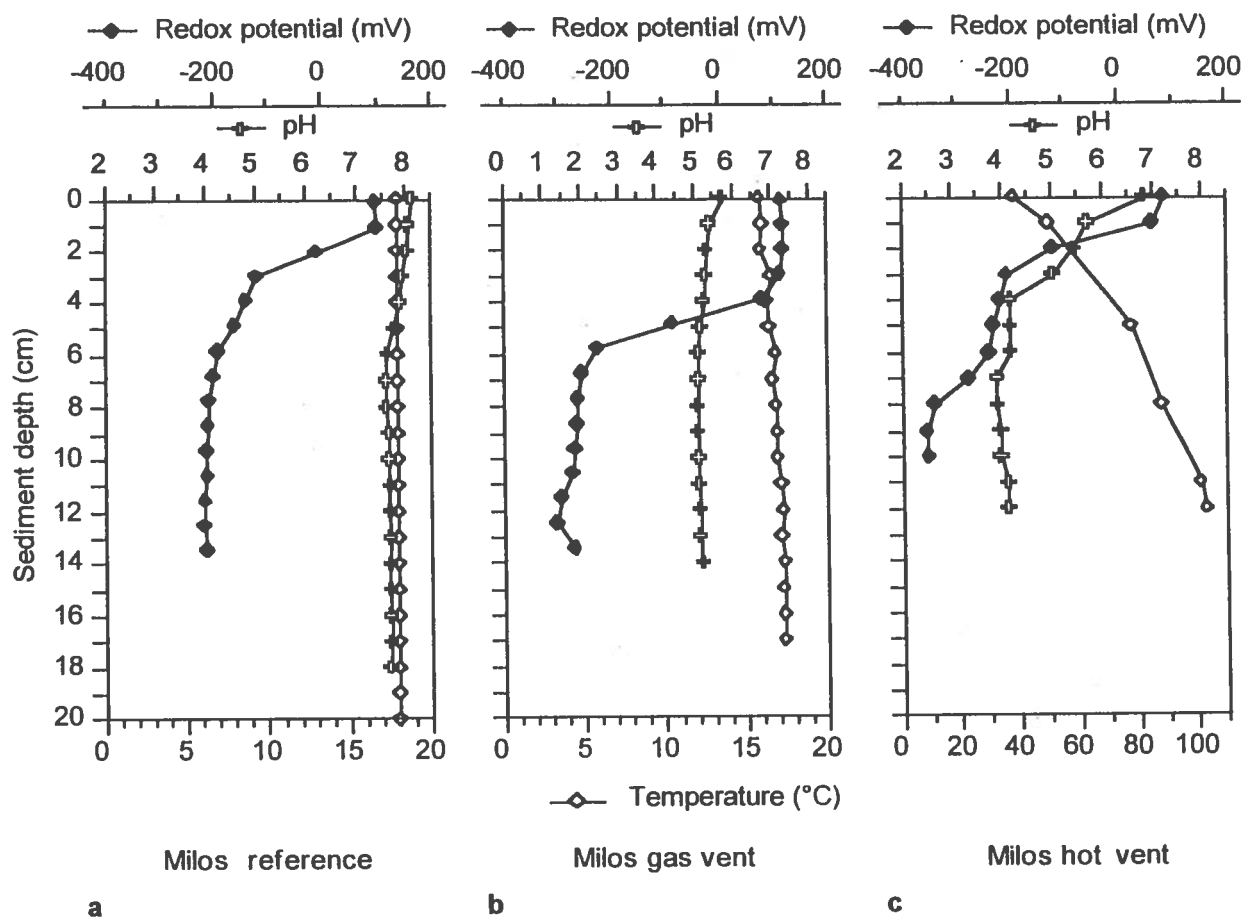 Redox potential (mV) Redox potential (mV) Redox potential (mV)
-400 -200 0 200 -400 -200 0 200 -400 -200 0 200
pH pH pH
2 3 4 5 6 7 8 0 1 2 3 4 5 6 7 8 2 3 4 5 6 7 8
Sediment depth (cm)
0
2
4
6
8
10
12
14
16
18
20
0 5 10 15 20 0 5 10 15 20 0 20 40 60 80 100
Temperature (°C)
Milos reference Milos gas vent Milos hot vent
a b c